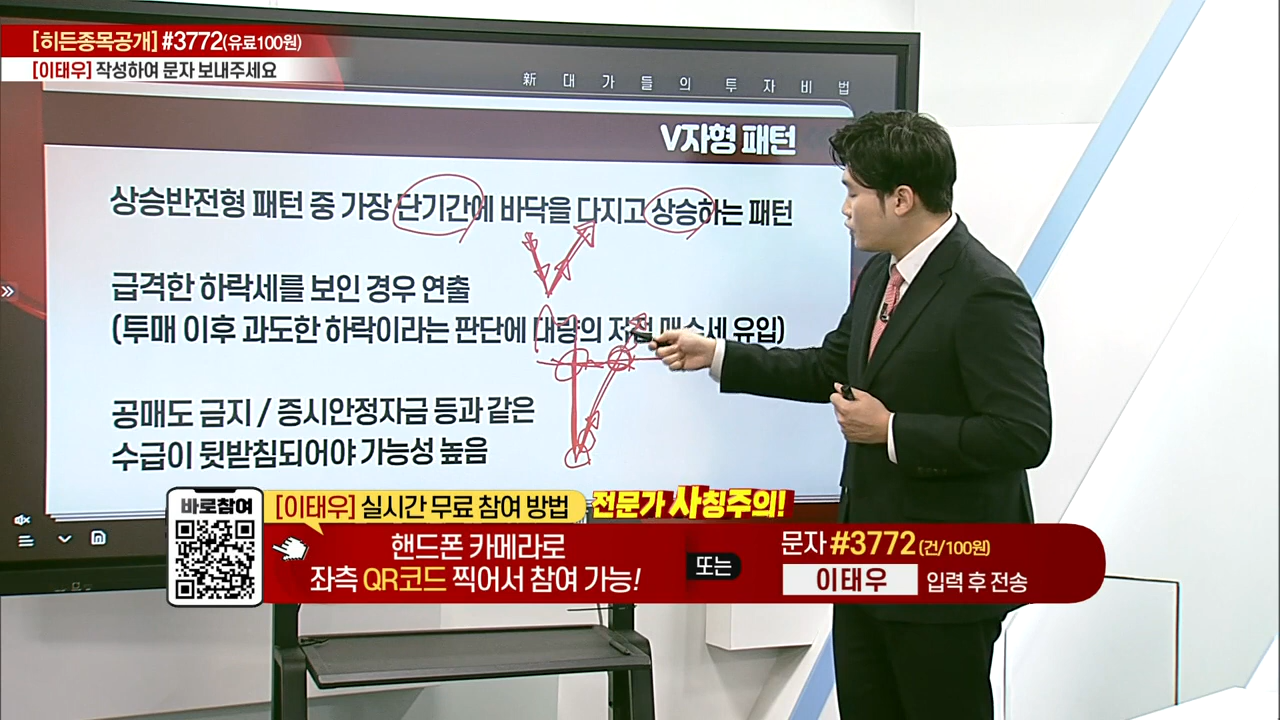 [히든종목공개] #3772(유료100원)
[이태우] 작성하여 문자 보내주세요
新 대가들의 투자비법
V자형 패턴
상승반전형 패턴 중 가장 단기간에 바닥을 다지고 상승하는 패턴
급격한 하락세를 보인 경우 연출
(투매 이후 과도한 하락이라는 판단에 대량의 저점 매수세 유입)
공매도 금지 / 증시안정자금 등과 같은
수급이 뒷받침되어야 가능성 높음
바로참여
[이태우] 실시간 무료 참여 방법
전문가 사칭주의!
핸드폰 카메라로
좌측 QR코드 찍어서 참여 가능!
또는
문자 #3772 (건/100원)
이태우 입력 후 전송